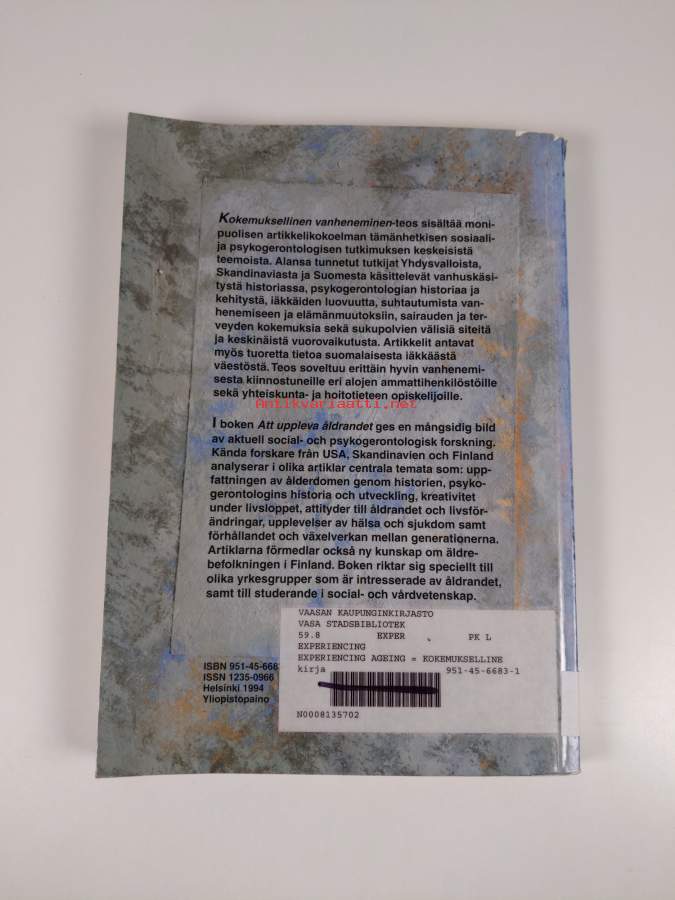 Kokemuksellinen vanheneminen-teos sisältää moni-
puolisen artikkelikokoelman tämänhetkisen sosiaali-
ja psykogerontologisen tutkimuksen keskeisistä
teemoista. Alansa tunnetut tutkijat Yhdysvalloista,
Skandinaviasta ja Suomesta käsittelevät vanhuskäsi-
tystä historiassa, psykogerontologian historiaa ja
kehitystä, iäkkäiden luovuutta, suhtautumista van-
henemiseen ja elämänmuutoksiin, sairauden ja ter-
veyden kokemuksia sekä sukupolvien välisiä siteitä
ja keskinäistä vuorovaikutusta. Artikkelit antavat
myös tuoretta tietoa suomalaisesta iäkkäästä
väestöstä. Teos soveltuu erittäin hyvin vanhenemi-
sesta kiinnostuneille eri alojen ammattihenkilöstöille
sekä yhteiskunta- ja hoitotieteen opiskelijoille.
Antikvariaatti.net
I boken Att uppleva åldrandet ges en mångsidig bild
av aktuell social- och psykogerontologisk forskning.
Kända forskare från USA, Skandinavien och Finland
analyserar i olika artiklar centrala temata som: upp-
fattningen av ålderdomen genom historien, psyko-
gerontologins historia och utveckling, kreativitet
under livsloppet, attityder till åldrandet och livsför-
ändringar, upplevelser av hälsa och sjukdom samt
förhållandet och växelverkan mellan generationerna.
Artiklarna förmedlar också ny kunskap om äldre-
befolkningen i Finland. Boken riktar sig speciellt till
olika yrkesgrupper som är intresserade av åldrandet,
samt till studerande i social- och vårdvetenskap.
ISBN 951-45-668
ISSN 1235-0966
Helsinki 1994
Yliopistopaino
VAASAN KAUPUNGINKIRJASTO
VASA STADSBIBLIOTEK
59.8 EXPER PK L
EXPERIENCING
EXPERIENCING AGEING = KOKEMUKSELLINE
kirja 951-45-6683-1
N0008135702